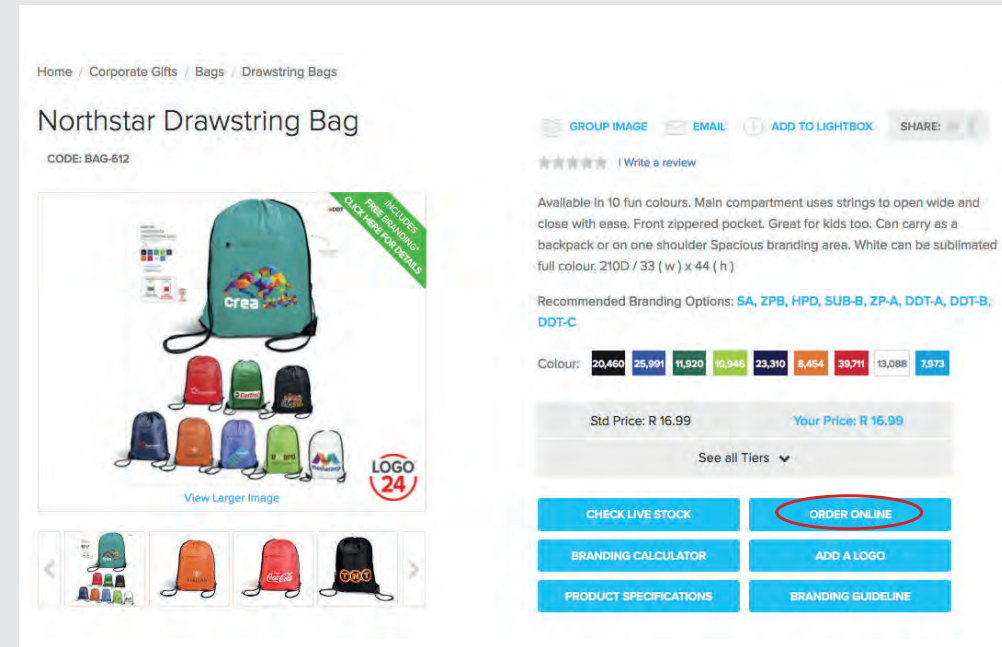 Home / Corporate Gifts / Bags / Drawstring Bags
Northstar Drawstring Bag
CODE: BAG-612
INCLUDES
FREE BRANDING*
CLICK HERE FOR DETAILS
crea
Castrol
LOGO
24
View Larger Image
Coca-Cola
TNT
GROUP IMAGE EMAIL ADD TO LIGHTBOX SHARE:
| Write a review
Available in 10 fun colours. Main compartment uses strings to open wide and
close with ease. Front zippered pocket. Great for kids too. Can carry as a
backpack or on one shoulder Spacious branding area. White can be sublimated
full colour. 210D / 33 ( w ) x 44 ( h )
Recommended Branding Options: SA, ZPB, HPD, SUB-B, ZP-A, DDT-A, DDT-B,
DDT-C
Colour: 20,460 25,991 11,920 10,946 23,310 8,454 39,711 13,088 7,973
Std Price: R 16.99 Your Price: R 16.99
See all Tiers
CHECK LIVE STOCK ORDER ONLINE
BRANDING CALCULATOR ADD A LOGO
PRODUCT SPECIFICATIONS BRANDING GUIDELINE